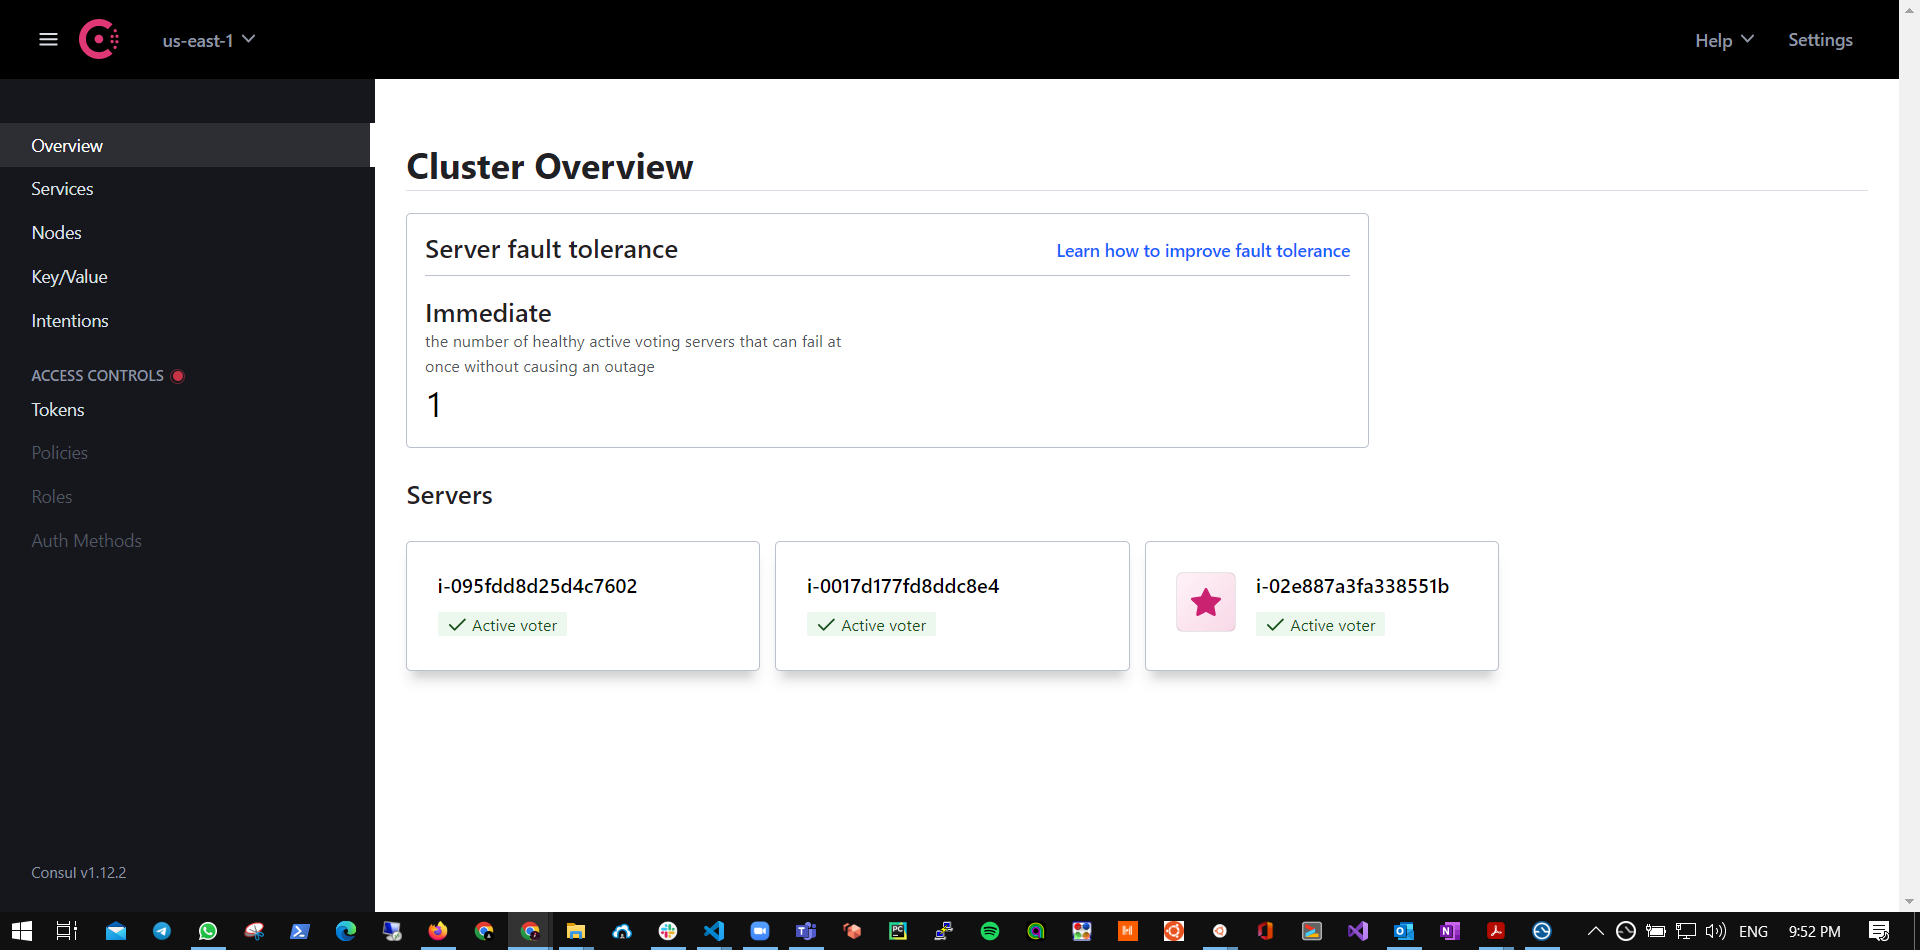 us-east-1
Help
Settings
Overview
Services
Nodes
Key/Value
Intentions
ACCESS CONTROLS
Tokens
Policies
Roles
Auth Methods
Consul v1.12.2
Cluster Overview
Server fault tolerance
Learn how to improve fault tolerance
Immediate
the number of healthy active voting servers that can fail at
once without causing an outage
1
Servers
i-095fdd8d25d4c7602
Active voter
i-0017d177fd8ddc8e4
Active voter
i-02e887a3fa338551b
Active voter
ENG
9:52 PM